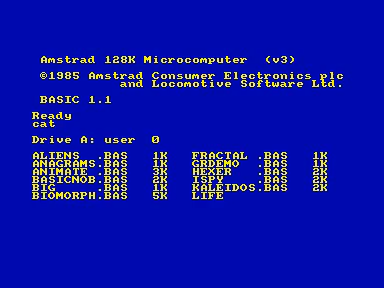 Amstrad 128K Microcomputer  (v3)
©1985 Amstrad Consumer Electronics plc
and Locomotive Software Ltd.
BASIC 1.1
Ready
cat
Drive A: user  0
ALIENS  .BAS   1K   FRACTAL .BAS   1K
ANAGRAMS.BAS   1K   GRDEMO  .BAS   1K
ANIMATE .BAS   3K   HEXER   .BAS   2K
BASICNOB.BAS   2K   ISPY    .BAS   2K
BIG     .BAS   1K   KALEIDOS.BAS   2K
BIOMORPH.BAS   5K   LIFE